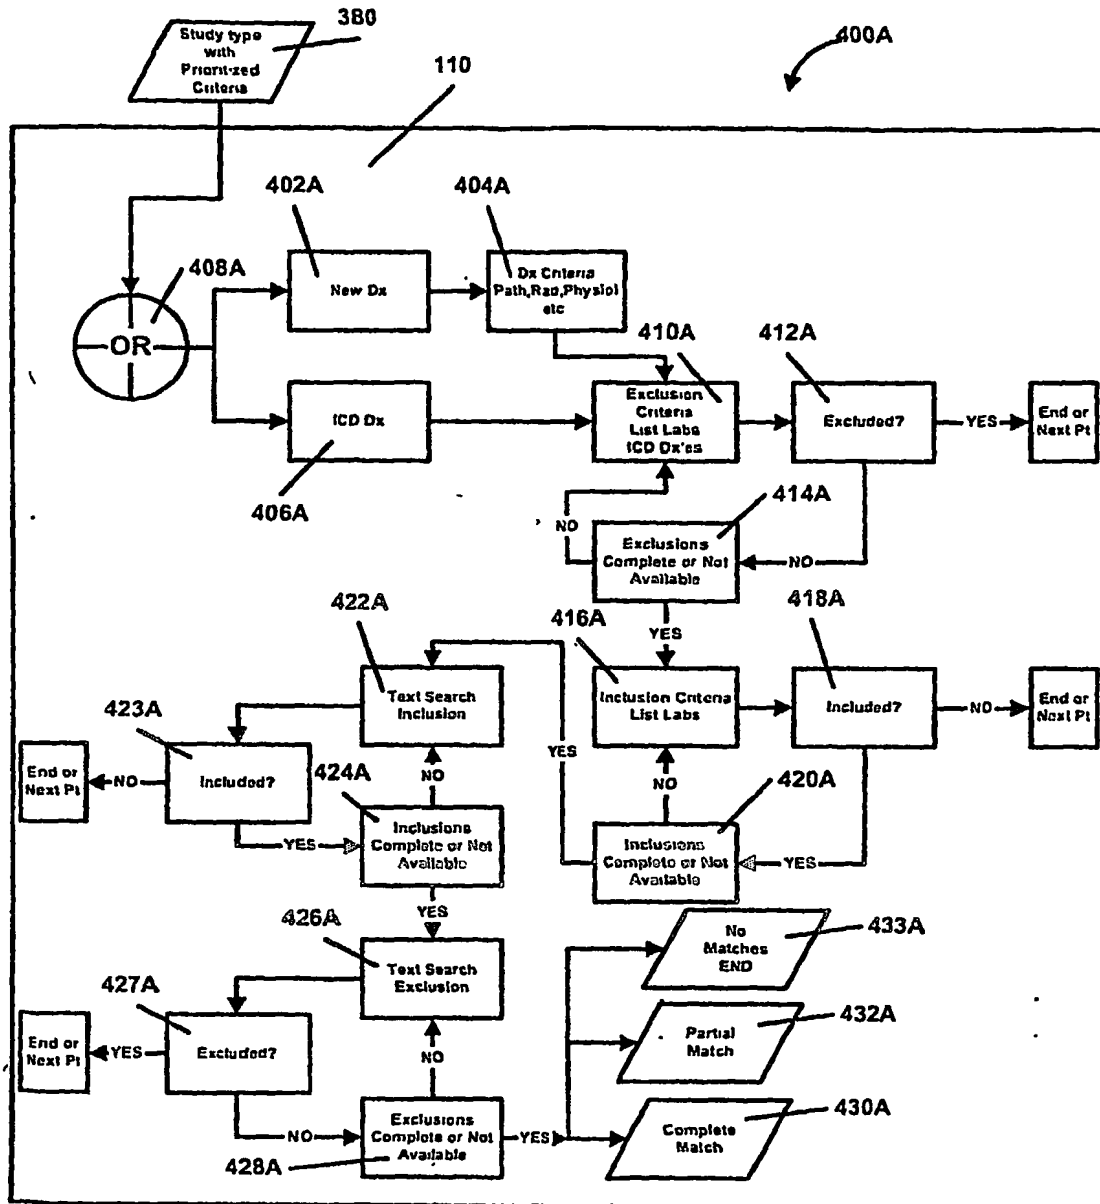 380
Study type
with
Prioritized
Criteria
400A
110
402A
404A
408A
New Dx
Dx Criteria
Path,Rad,Physiol
etc
OR
410A
412A
ICD Dx
Exclusion
Criteria
List Labs
ICD Dx'es
Excluded?
YES
End or
Next Pt
406A
414A
NO
Exclusions
Complete or Not
Available
NO
422A
416A
YES
418A
Text Search
Inclusion
Inclusion Criteria
List Labs
Included?
NO
End or
Next Pt
423A
End or
Next Pt
NO
Included?
424A
NO
YES
NO
420A
YES
Inclusions
Complete or Not
Available
Inclusions
Complete or Not
Available
YES
YES
426A
No
Matches
END
433A
Text Search
Exclusion
427A
432A
End or
Next Pt
YES
Excluded?
NO
Partial
Match
430A
NO
Exclusions
Complete or Not
Available
YES
Complete
Match
428A